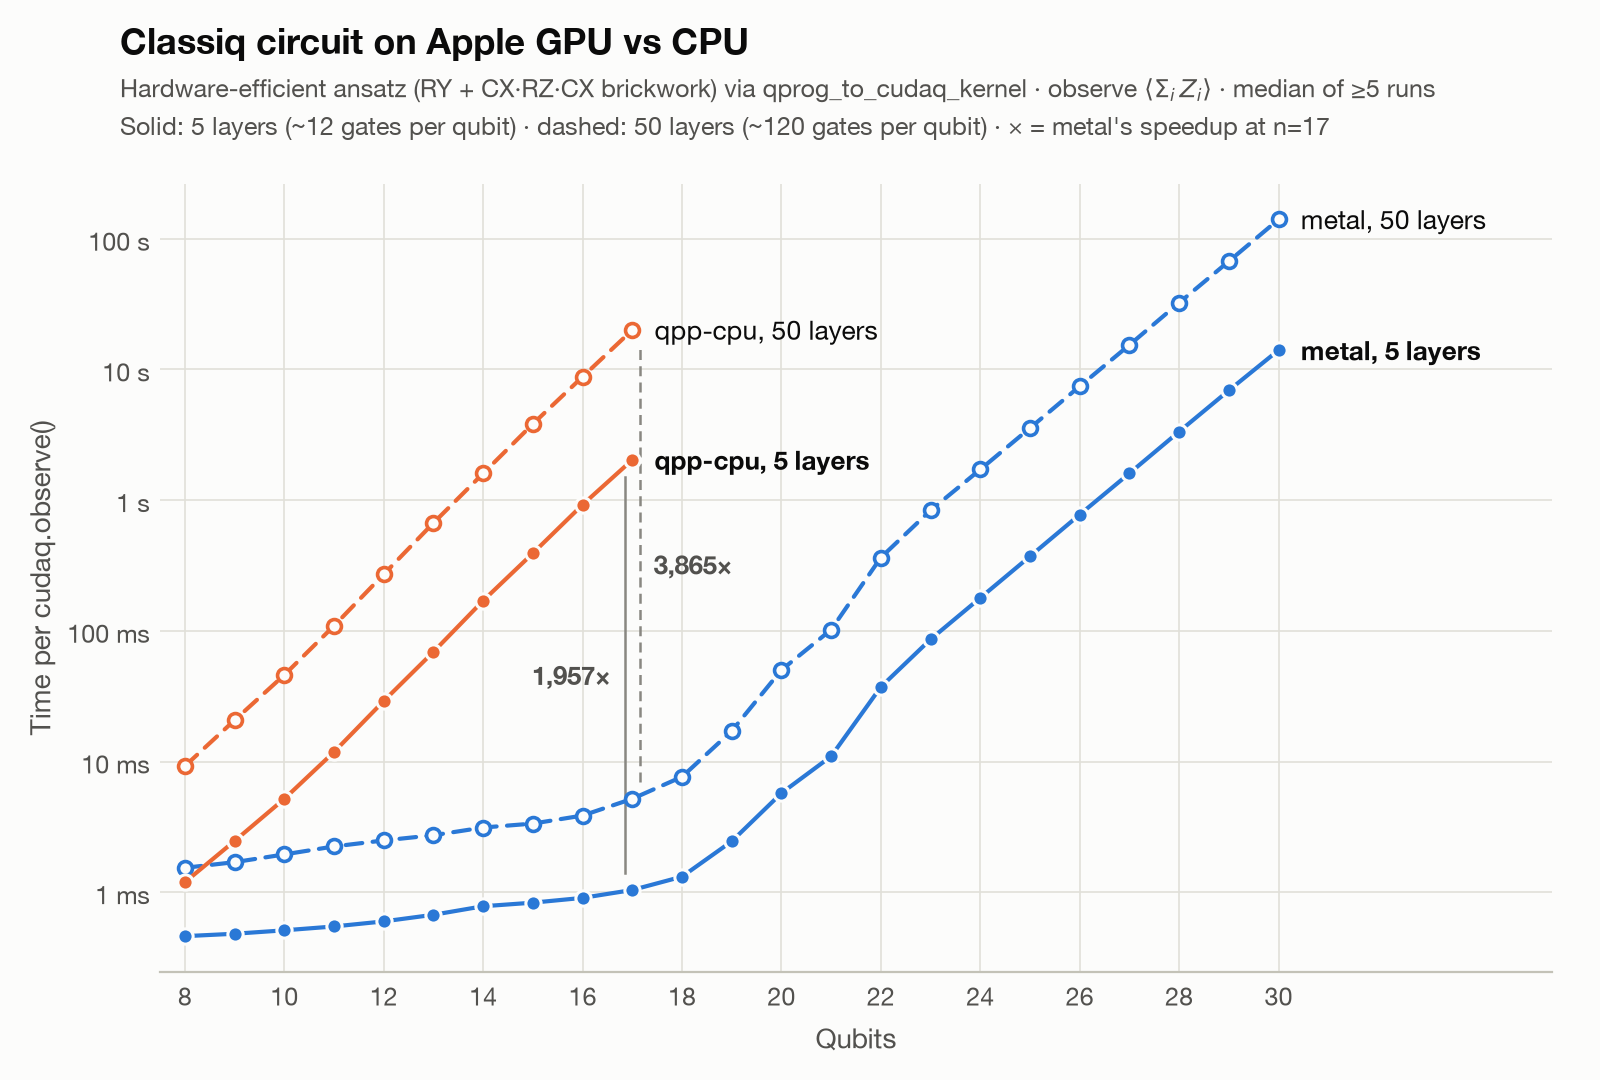 Classiq circuit on Apple GPU vs CPU
Hardware-efficient ansatz (RY + CX·RZ·CX brickwork) via qprog_to_cudaq_kernel · observe ⟨Σᵢ Zᵢ⟩ · median of ≥5 runs
Solid: 5 layers (~12 gates per qubit) · dashed: 50 layers (~120 gates per qubit) · × = metal's speedup at n=17
Time per cudaq.observe()
100 s
10 s
1 s
100 ms
10 ms
1 ms
metal, 50 layers
qpp-cpu, 50 layers
metal, 5 layers
qpp-cpu, 5 layers
3,865×
1,957×
8 10 12 14 16 18 20 22 24 26 28 30
Qubits